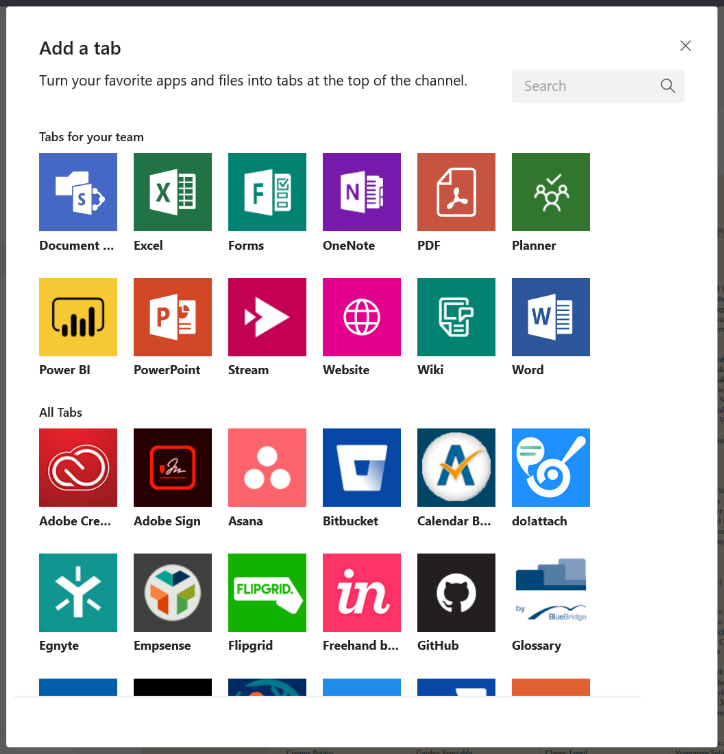 Add a tab
Turn your favorite apps and files into tabs at the top of the channel.
Search
Tabs for your team
Document ...
Excel
Forms
OneNote
PDF
Planner
Power BI
PowerPoint
Stream
Website
Wiki
Word
All Tabs
Adobe Cre...
Adobe Sign
Asana
Bitbucket
Calendar B...
do!attach
FLIPGRID.
in
by BlueBridge
Egnyte
Empsense
Flipgrid
Freehand b...
GitHub
Glossary